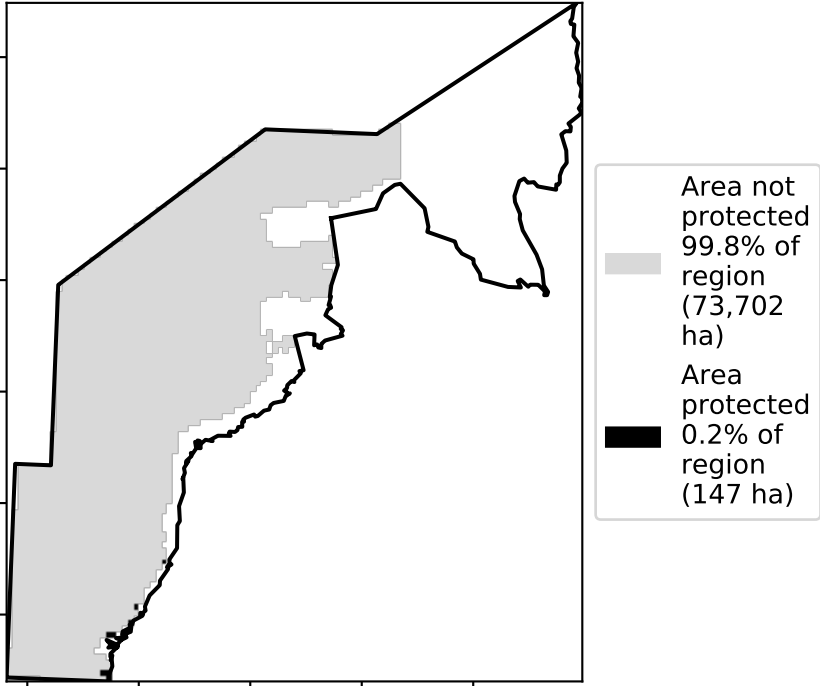 Area not
protected
99.8% of
region
(73,702
ha)
Area
protected
0.2% of
region
(147 ha)